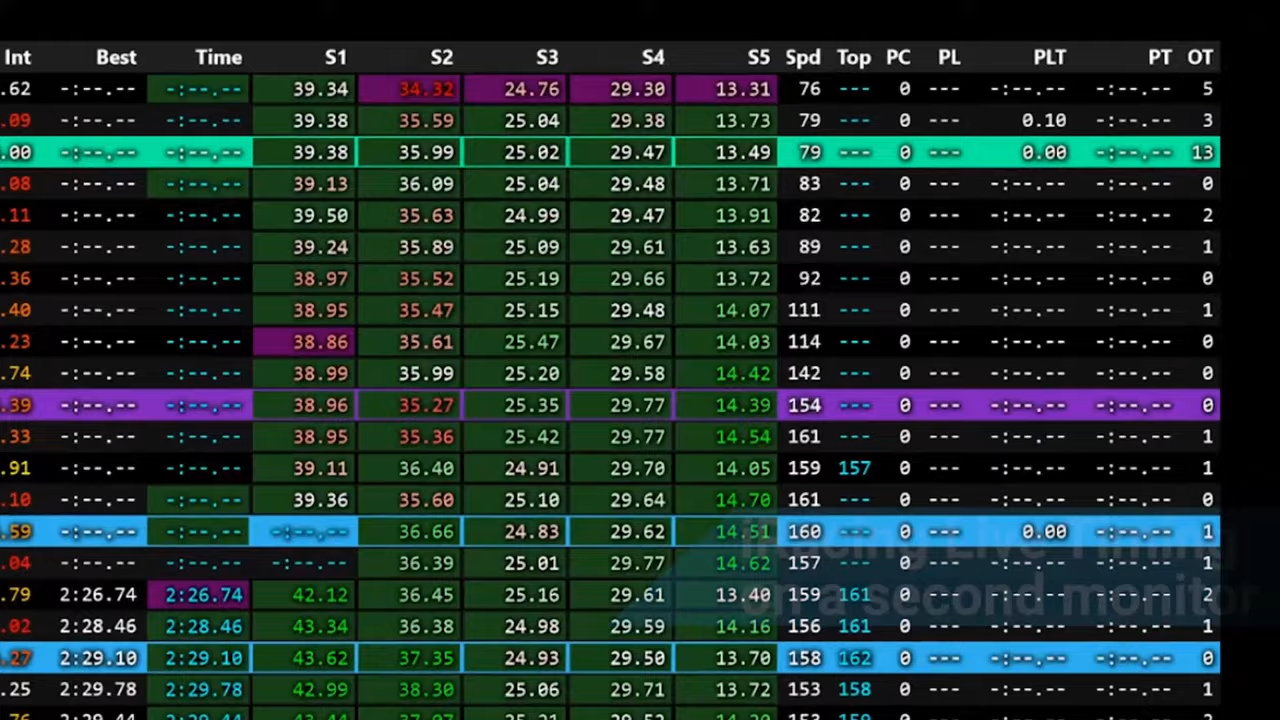 Int Best Time S1 S2 S3 S4 S5 Spd Top PC PL PLT PT OT
.62 -:--.-- -:--.-- 39.34 34.32 24.76 29.30 13.31 76 --- 0 --- -:--.-- -:--.-- 5
.09 -:--.-- -:--.-- 39.38 35.59 25.04 29.38 13.73 79 --- 0 --- 0.10 -:--.-- 3
.00 -:--.-- -:--.-- 39.38 35.99 25.02 29.47 13.49 79 --- 0 --- 0.00 -:--.-- 13
.08 -:--.-- -:--.-- 39.13 36.09 25.04 29.48 13.71 83 --- 0 --- -:--.-- -:--.-- 0
.11 -:--.-- -:--.-- 39.50 35.63 24.99 29.47 13.91 82 --- 0 --- -:--.-- -:--.-- 2
.28 -:--.-- -:--.-- 39.24 35.89 25.09 29.61 13.63 89 --- 0 --- -:--.-- -:--.-- 1
.36 -:--.-- -:--.-- 38.97 35.52 25.19 29.66 13.72 92 --- 0 --- -:--.-- -:--.-- 0
.40 -:--.-- -:--.-- 38.95 35.47 25.15 29.48 14.07 111 --- 0 --- -:--.-- -:--.-- 1
.23 -:--.-- -:--.-- 38.86 35.61 25.47 29.67 14.03 114 --- 0 --- -:--.-- -:--.-- 0
.74 -:--.-- -:--.-- 38.99 35.99 25.20 29.58 14.42 142 --- 0 --- -:--.-- -:--.-- 0
.39 -:--.-- -:--.-- 38.96 35.27 25.35 29.77 14.39 154 --- 0 --- -:--.-- -:--.-- 0
.33 -:--.-- -:--.-- 38.95 35.36 25.42 29.77 14.54 161 --- 0 --- -:--.-- -:--.-- 1
.91 -:--.-- -:--.-- 39.11 36.40 24.91 29.70 14.05 159 157 0 --- -:--.-- -:--.-- 1
.10 -:--.-- -:--.-- 39.36 35.60 25.10 29.64 14.70 161 --- 0 --- -:--.-- -:--.-- 0
.59 -:--.-- -:--.-- -:--.-- 36.66 24.83 29.62 14.51 160 --- 0 --- 0.00 -:--.-- 1
.04 -:--.-- -:--.-- -:--.-- 36.39 25.01 29.77 14.62 157 --- 0 --- -:--.-- -:--.-- 1
iRacing Live Timing
.79 2:26.74 2:26.74 42.12 36.45 25.16 29.61 13.40 159 161 0 --- -:--.-- -:--.-- 2
on a second monitor
.02 2:28.46 2:28.46 43.34 36.38 24.98 29.59 14.16 156 161 0 --- -:--.-- -:--.-- 1
.27 2:29.10 2:29.10 43.62 37.35 24.93 29.50 13.70 158 162 0 --- -:--.-- -:--.-- 0
.25 2:29.78 2:29.78 42.99 38.30 25.06 29.71 13.72 153 158 0 --- -:--.-- -:--.-- 1